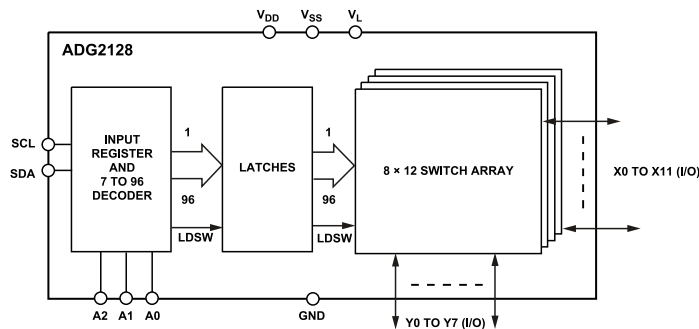 VDD VSS VL
ADG2128
SCL
SDA
INPUT
REGISTER
AND
7 TO 96
DECODER
1
96
LDSW
LATCHES
1
96
LDSW
8 × 12 SWITCH ARRAY
X0 TO X11 (I/O)
A2 A1 A0
GND
Y0 TO Y7 (I/O)